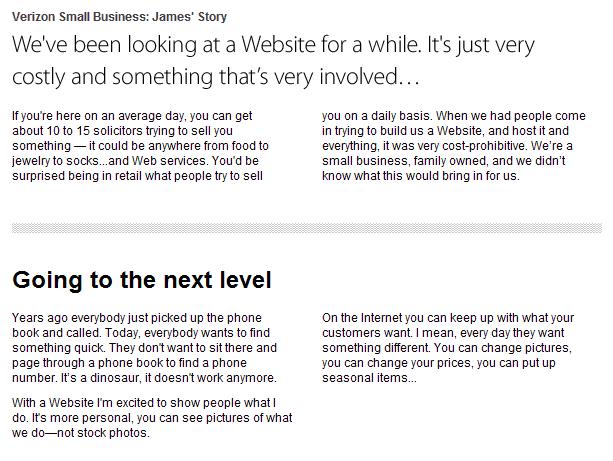 Verizon Small Business: James' Story
We've been looking at a Website for a while. It's just very
costly and something that’s very involved…
If you're here on an average day, you can get
about 10 to 15 solicitors trying to sell you
something — it could be anywhere from food to
jewelry to socks...and Web services. You'd be
surprised being in retail what people try to sell
you on a daily basis. When we had people come
in trying to build us a Website, and host it and
everything, it was very cost-prohibitive. We’re a
small business, family owned, and we didn’t
know what this would bring in for us.
Going to the next level
Years ago everybody just picked up the phone
book and called. Today, everybody wants to find
something quick. They don't want to sit there and
page through a phone book to find a phone
number. It’s a dinosaur, it doesn't work anymore.
With a Website I'm excited to show people what I
do. It's more personal, you can see pictures of what
we do—not stock photos.
On the Internet you can keep up with what your
customers want. I mean, every day they want
something different. You can change pictures,
you can change your prices, you can put up
seasonal items...